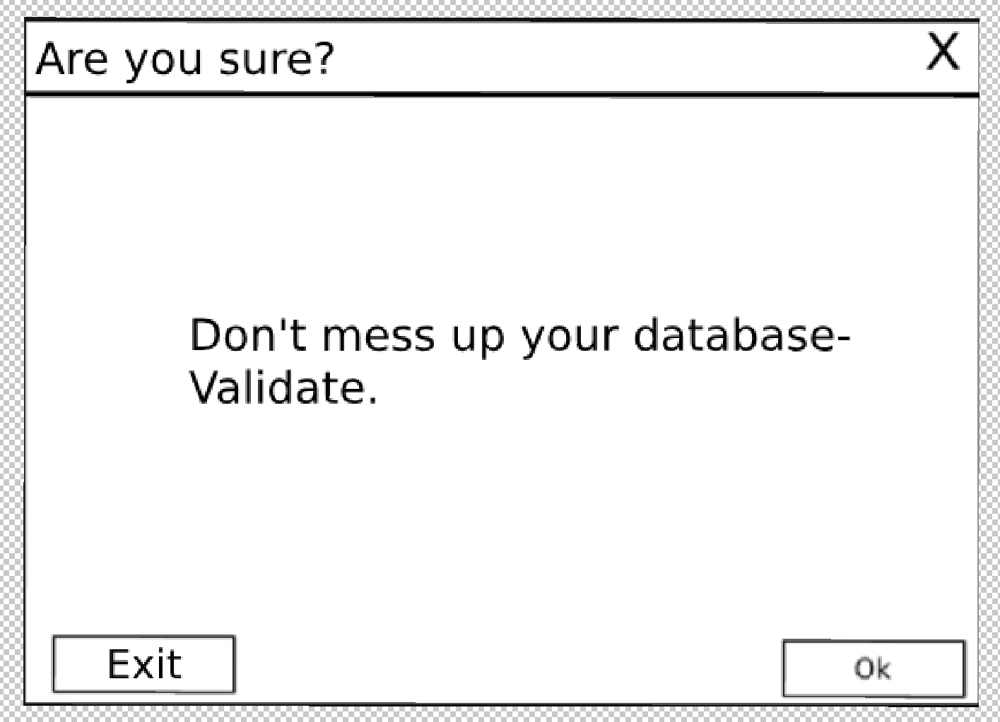 Are you sure?
X
Don't mess up your database-
Validate.
Exit
Ok